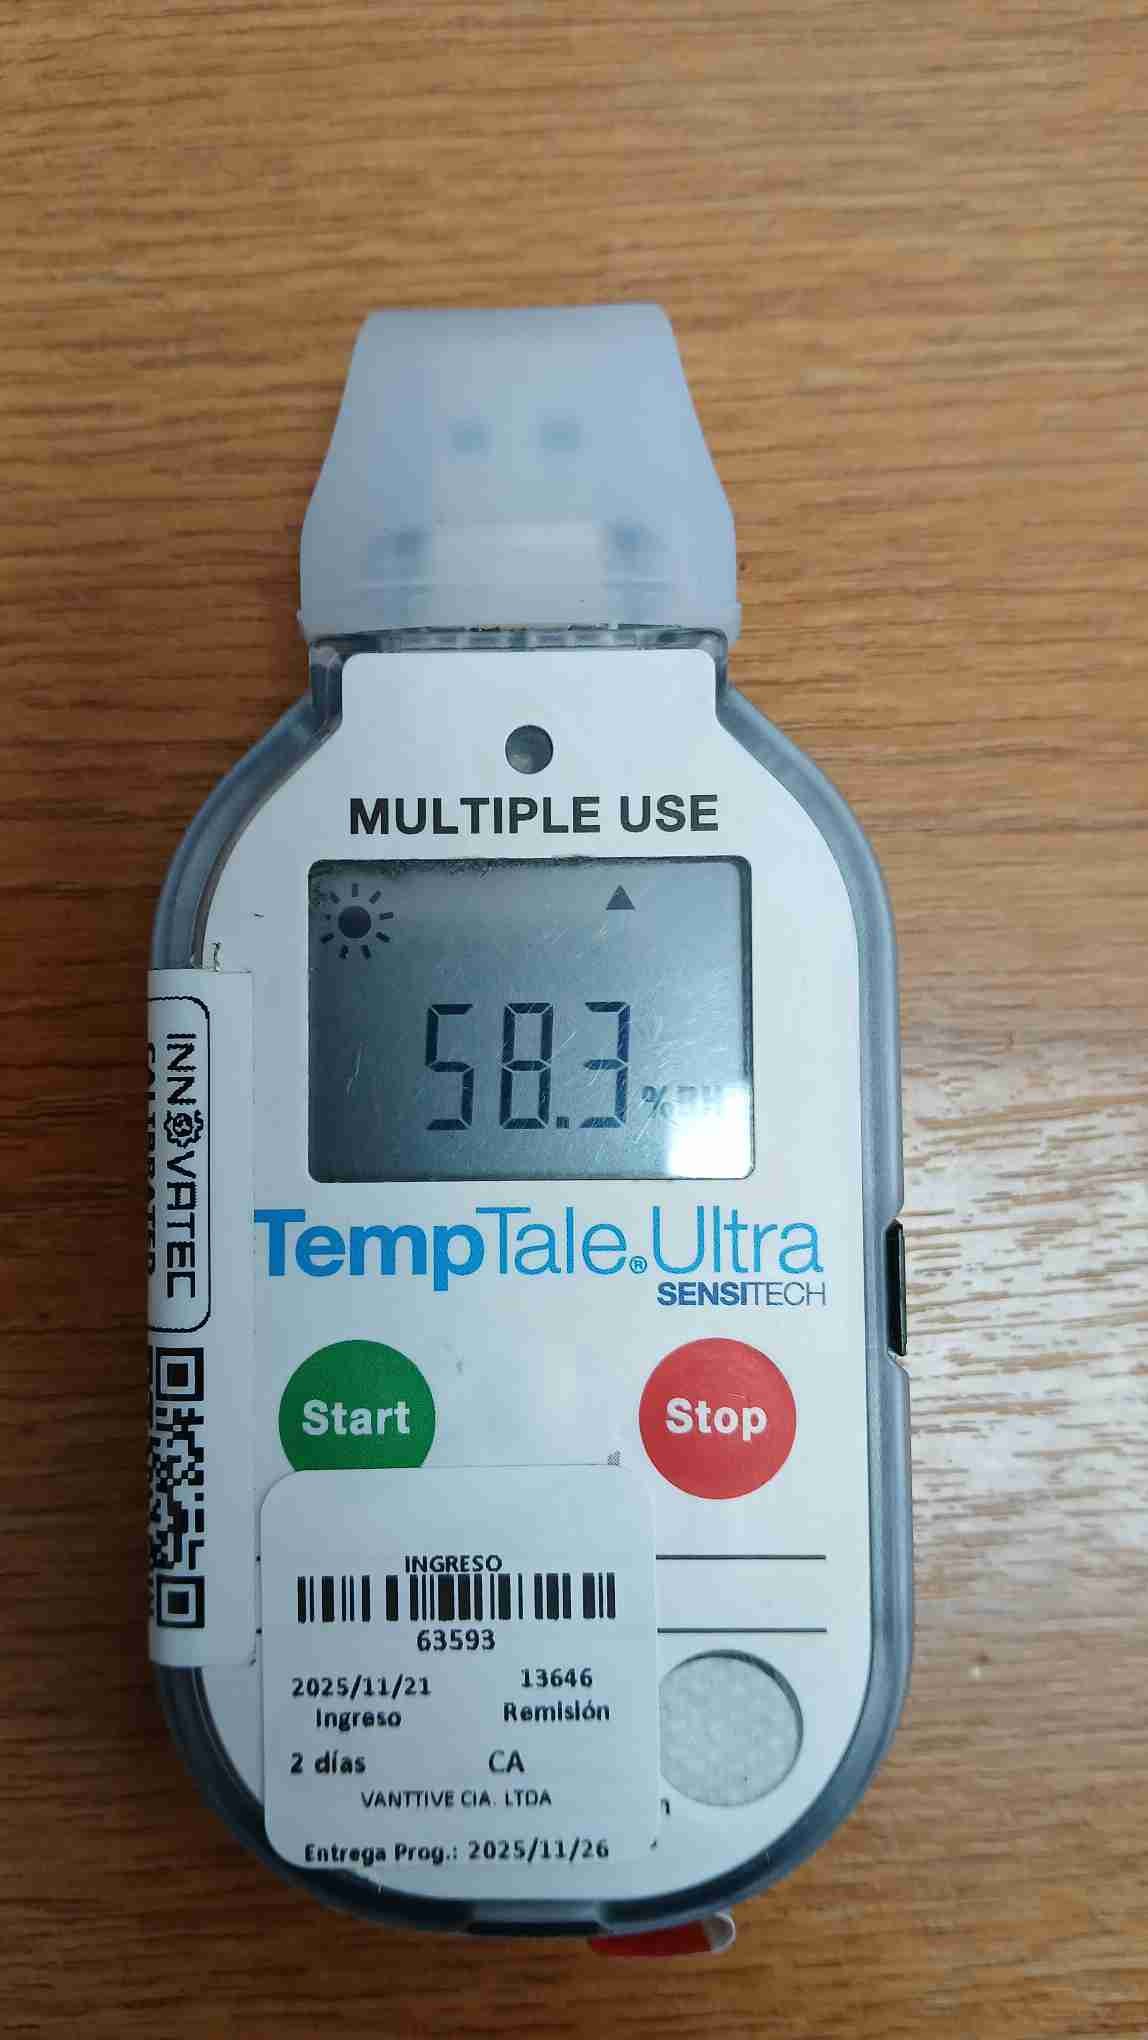 MULTIPLE USE
58.3 %RH
TempTale® Ultra
SENSITECH
Start
Stop
INNOVATEC
INGRESO
63593
2025/11/21
Ingreso
13646
Remisión
2 días
CA
VANTTIVE CIA. LTDA
Entrega Prog.: 2025/11/26